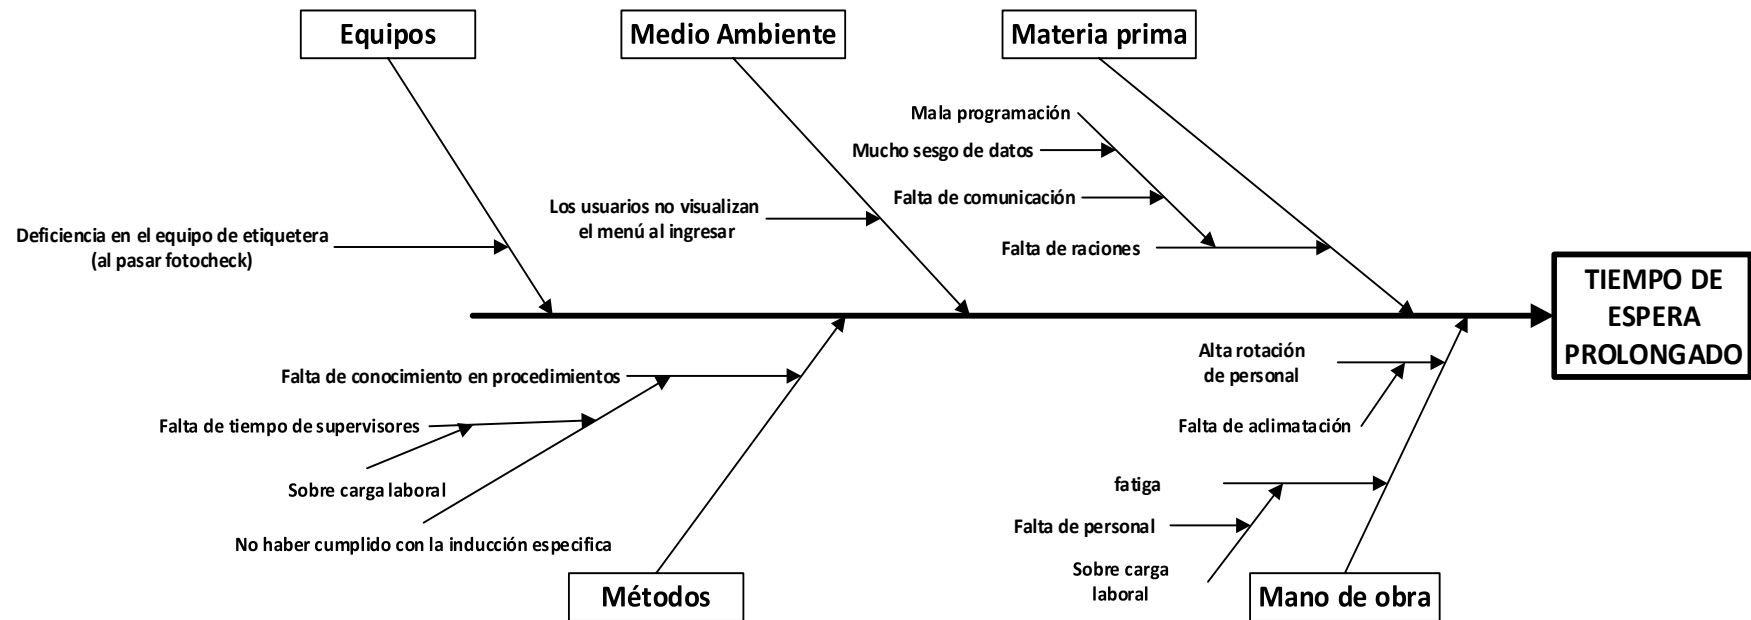 Equipos
Medio Ambiente
Materia prima
Mala programación
Mucho sesgo de datos
Falta de comunicación
Falta de raciones
Los usuarios no visualizan
el menú al ingresar
Deficiencia en el equipo de etiquetera
(al pasar fotocheck)
TIEMPO DE
ESPERA
PROLONGADO
Falta de conocimiento en procedimientos
Falta de tiempo de supervisores
Sobre carga laboral
No haber cumplido con la inducción especifica
Alta rotación
de personal
Falta de aclimatación
fatiga
Falta de personal
Sobre carga
laboral
Métodos
Mano de obra